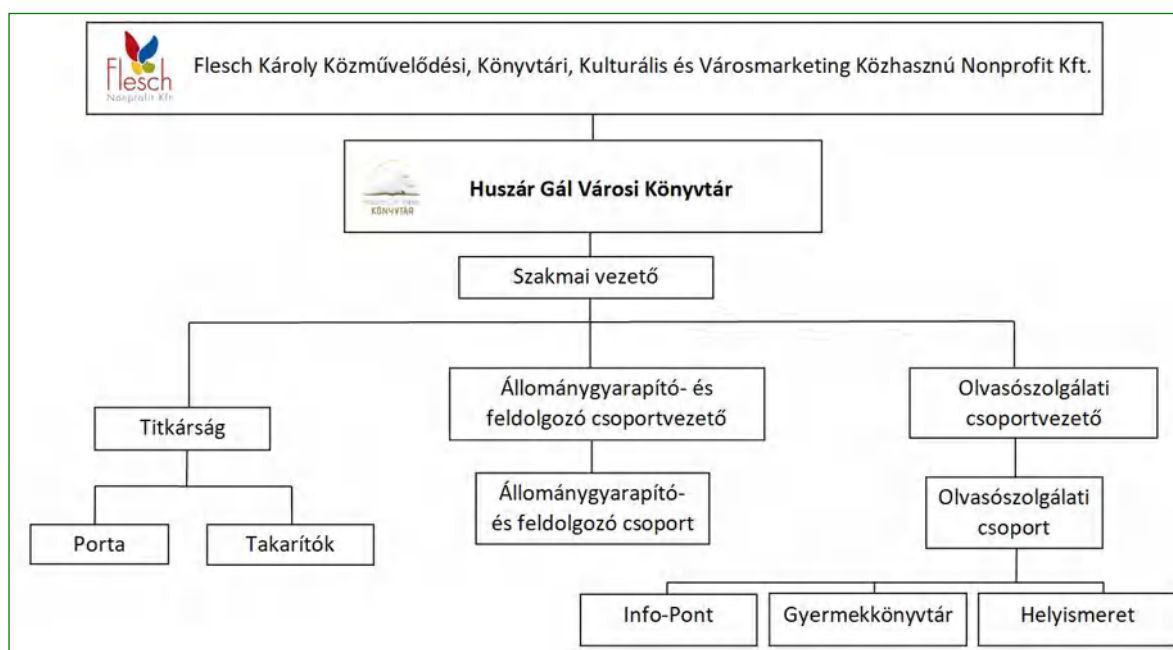 Flesch
Nonprofit Kft
Flesch Károly Közművelődési, Könyvtári, Kulturális és Városmarketing Közhasznú Nonprofit Kft.
KÖNYVTÁR
Huszár Gál Városi Könyvtár
Szakmai vezető
Titkárság
Porta
Takarítók
Állománygyarapító- és
feldolgozó csoportvezető
Állománygyarapító-
és feldolgozó csoport
Olvasószolgálati
csoportvezető
Olvasószolgálati
csoport
Info-Pont
Gyermekkönyvtár
Helyismeret